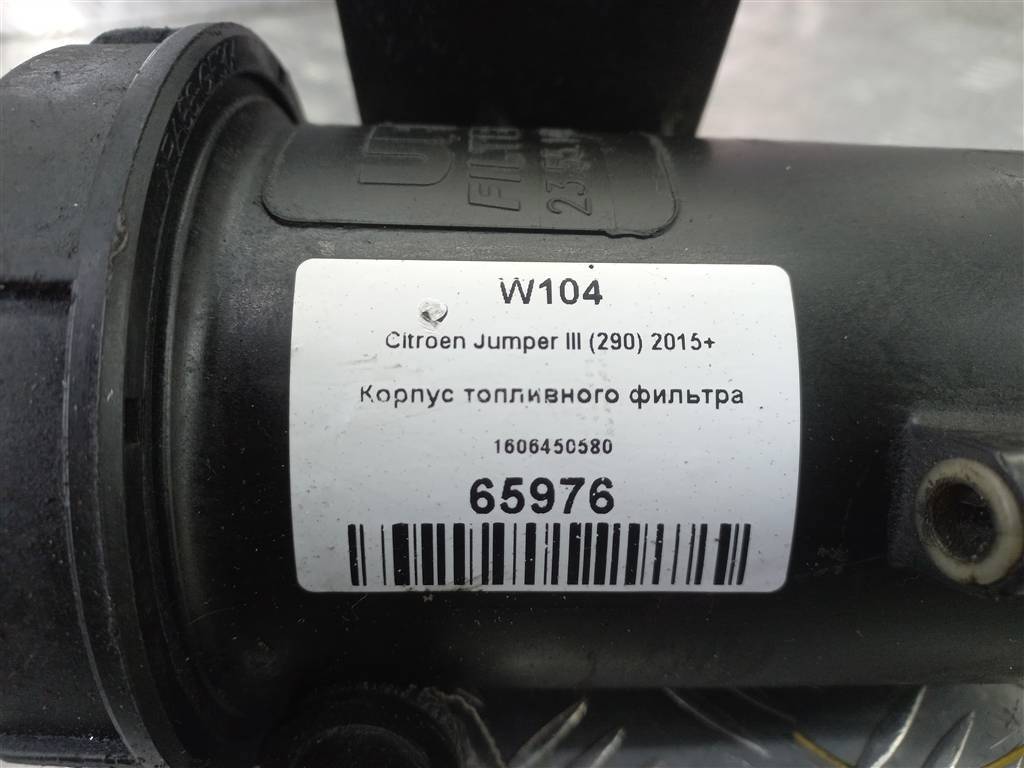 W104
Citroen Jumper III (290) 2015+
Корпус топливного фильтра
1606450580
65976